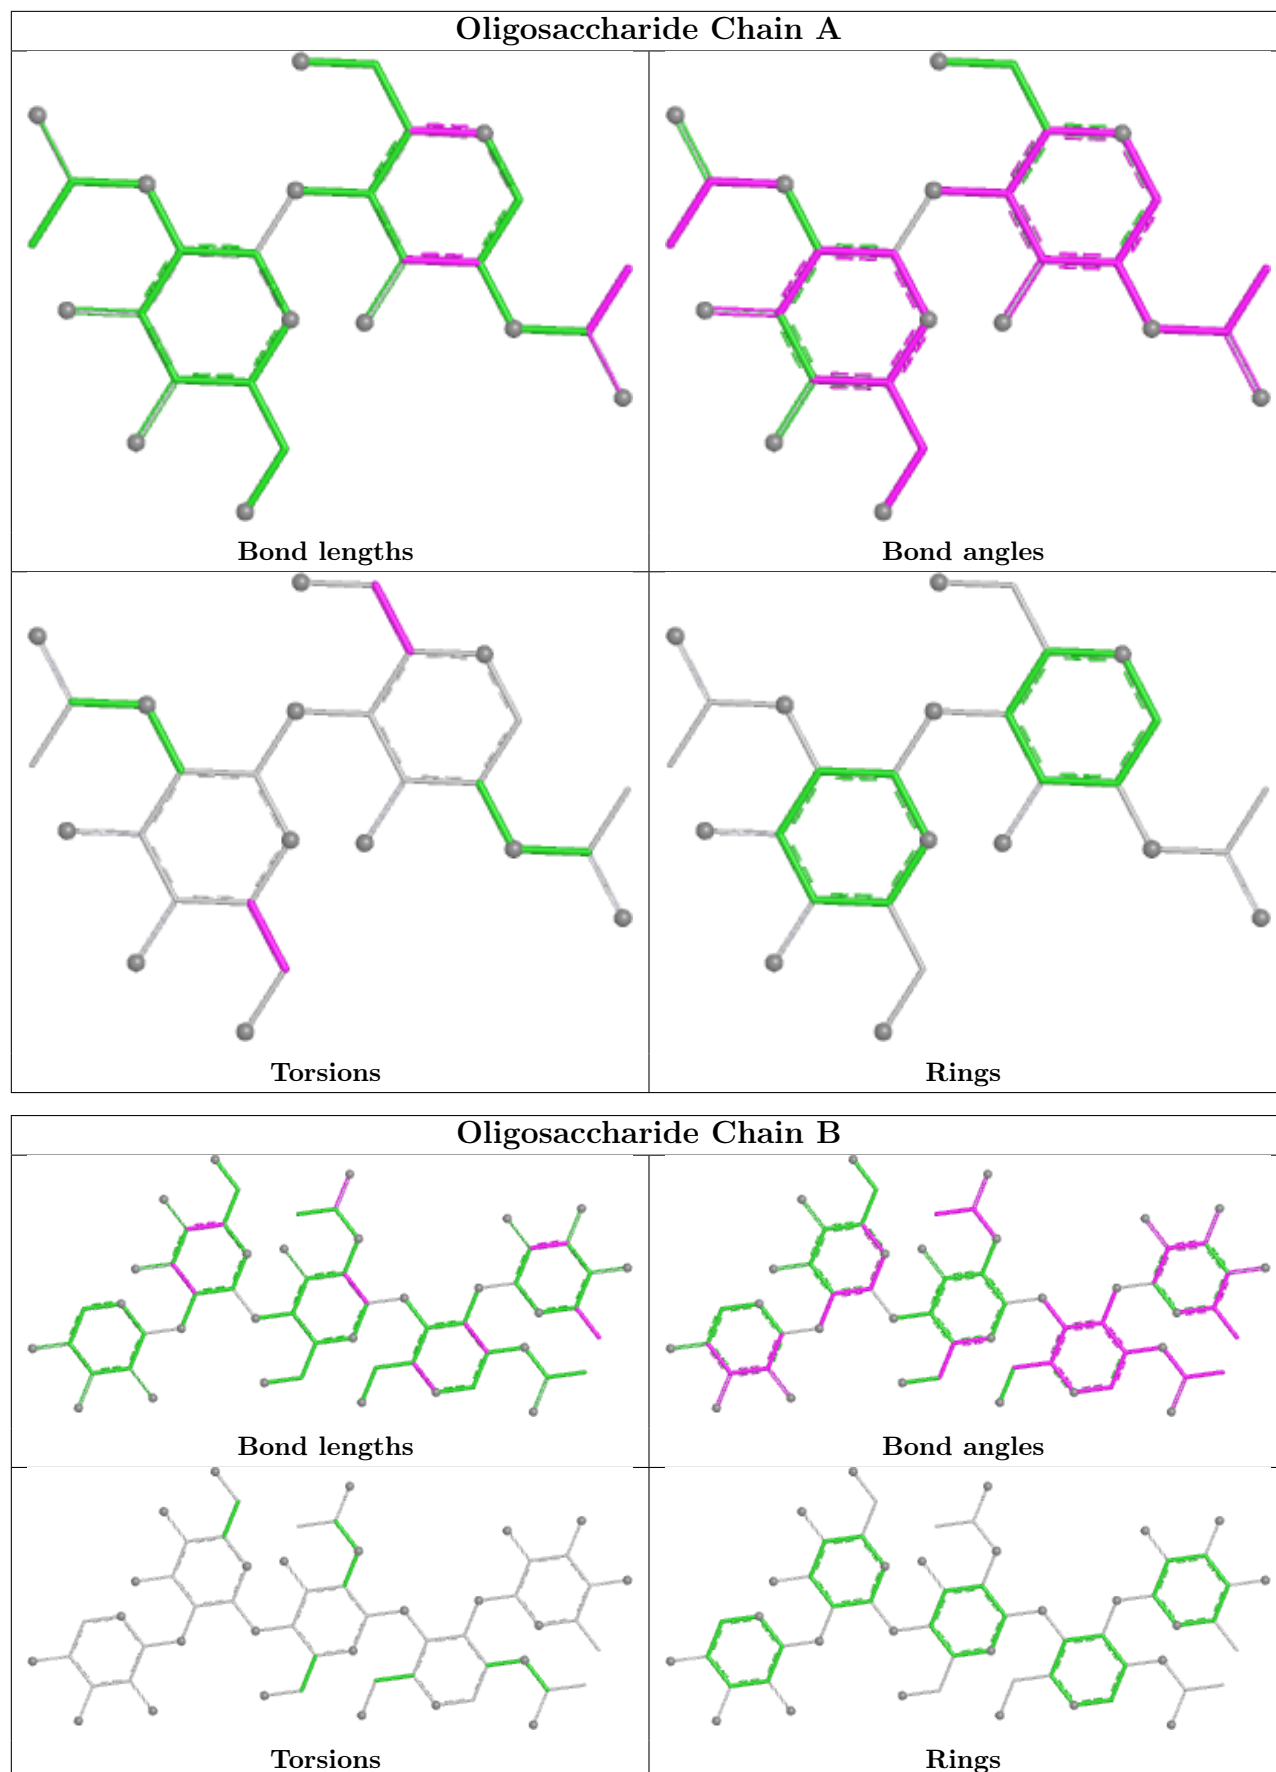 Oligosaccharide Chain A
Bond lengths
Bond angles
Torsions
Rings
Oligosaccharide Chain B
Bond lengths
Bond angles
Torsions
Rings